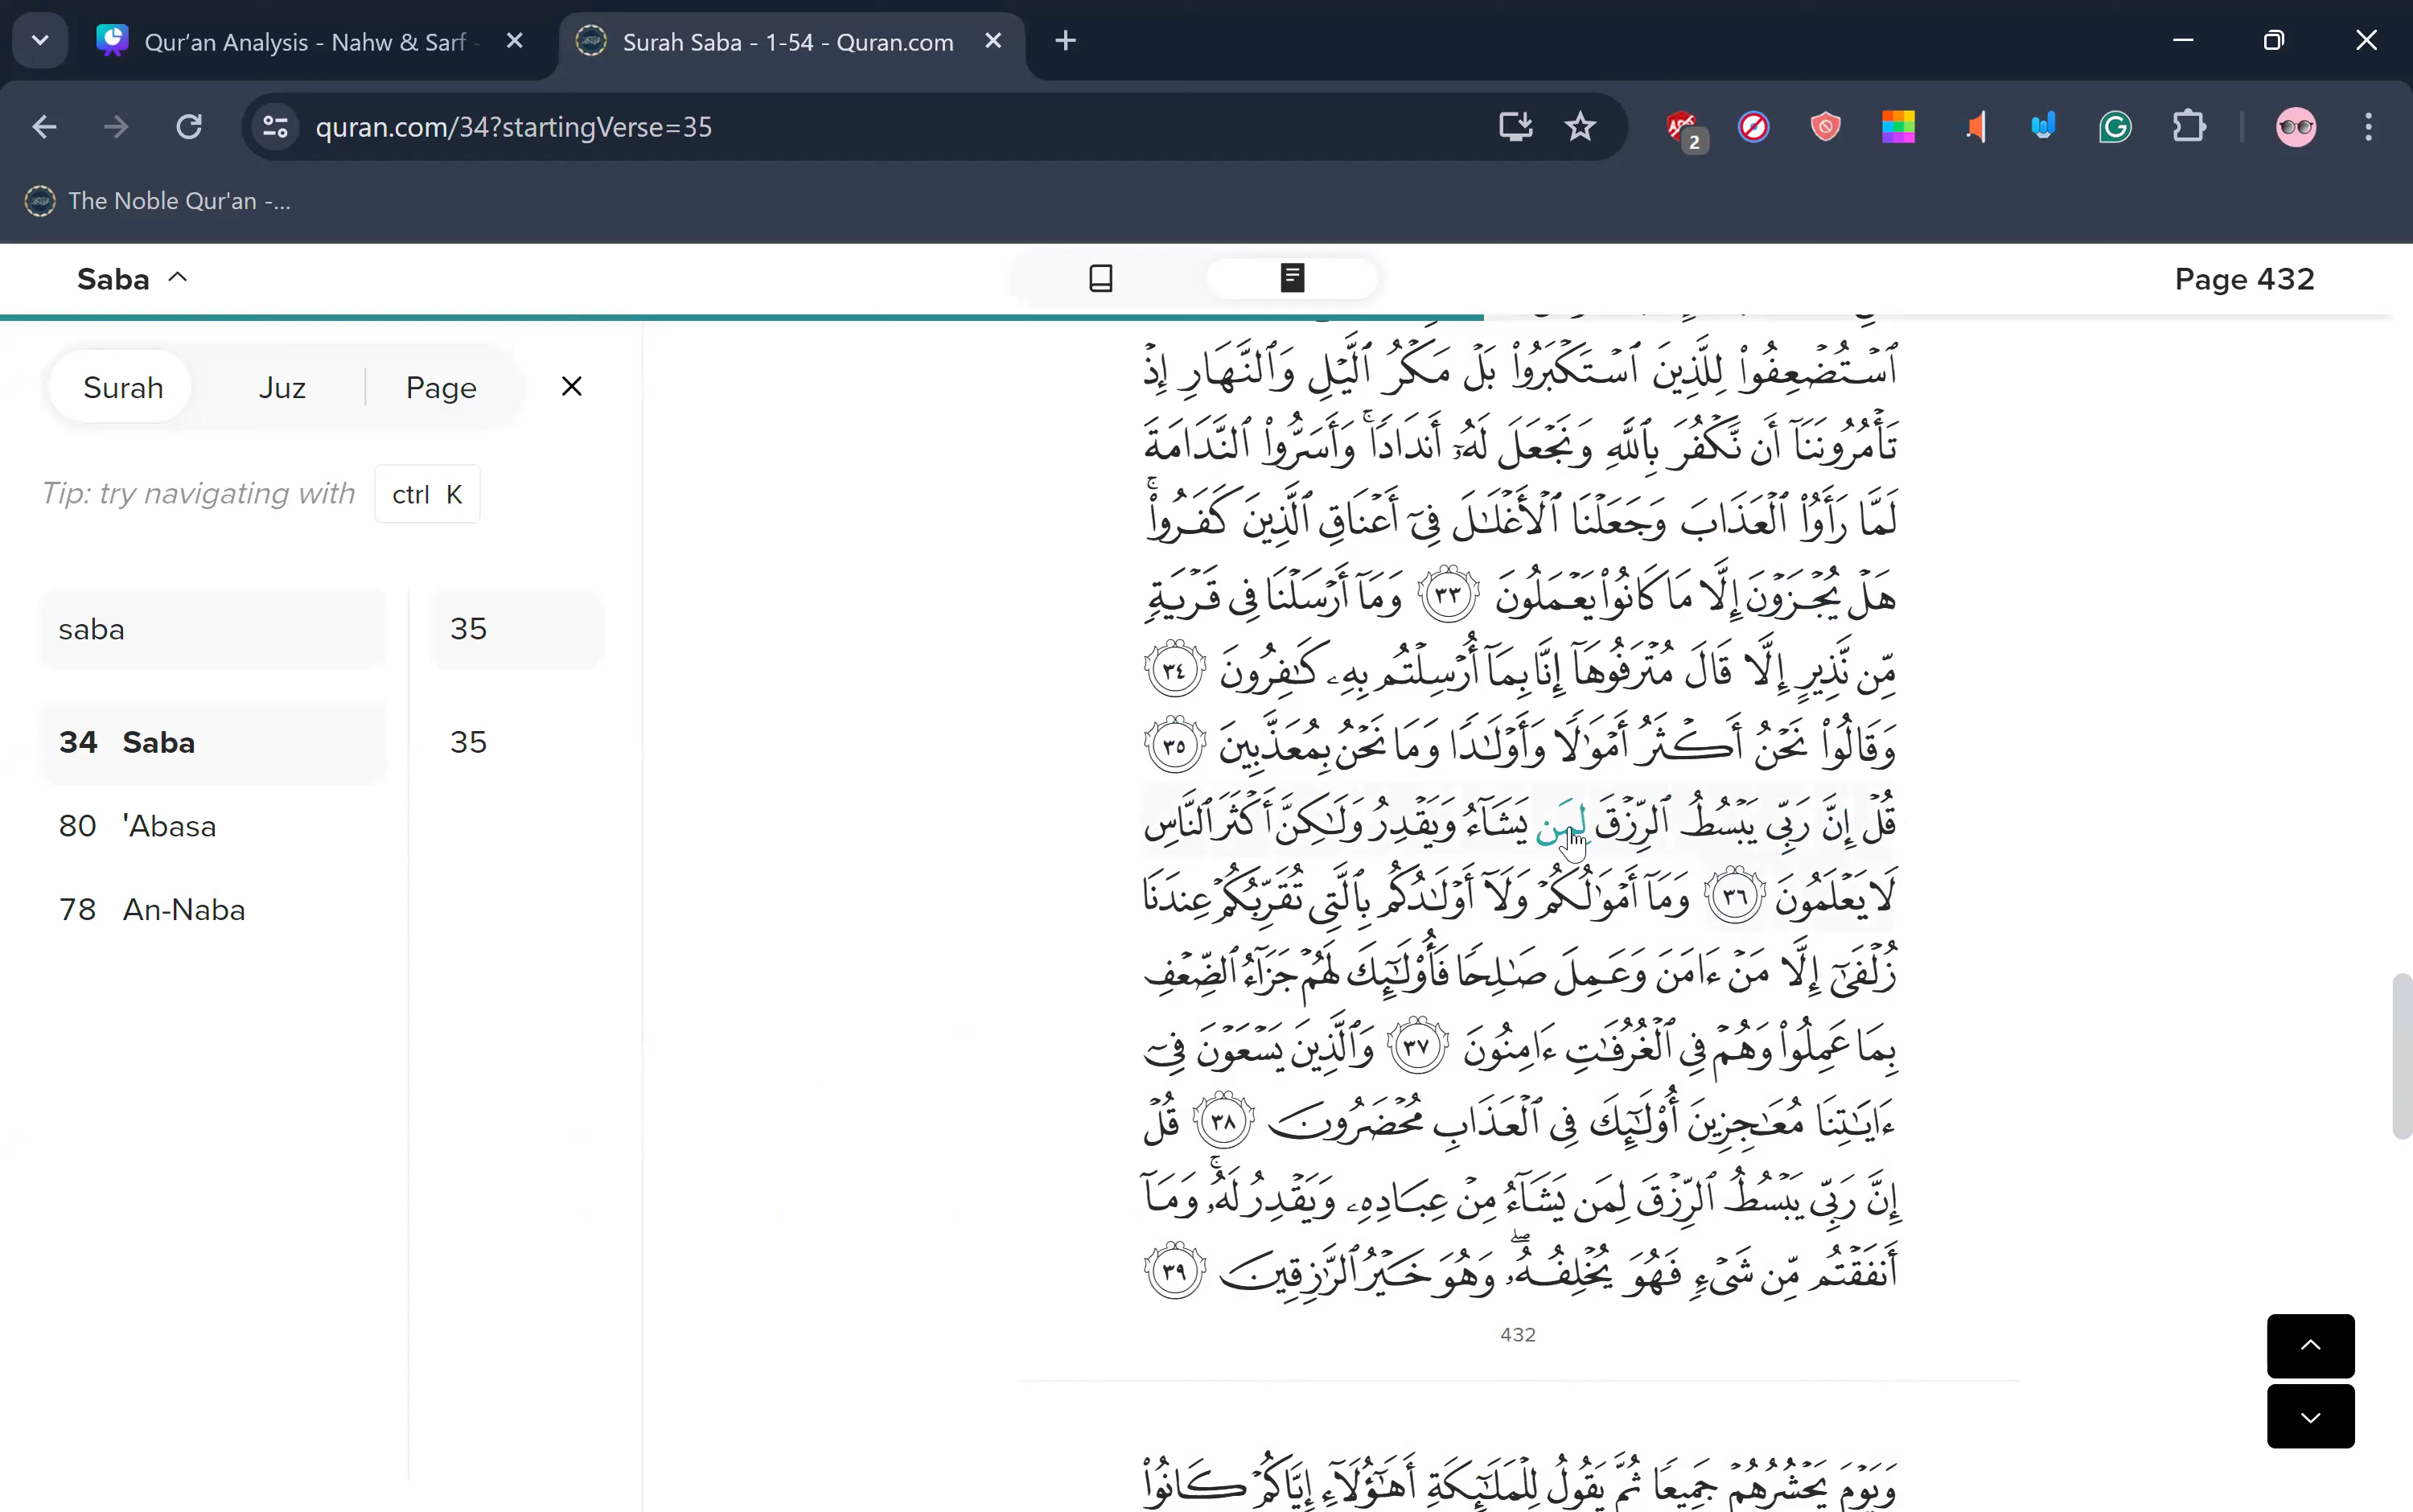 Qur'an Analysis - Nahw & Sarf -
Surah Saba - 1-54 - Quran.com
quran.com/34?startingVerse=35
2
The Noble Qur'an -...
Saba
Page 432
Surah
Juz
Page
Tip: try navigating with
ctrl K
saba
35
34 Saba
35
80 'Abasa
78 An-Naba
ٱسۡتُضۡعِفُواْ لِلَّذِينَ ٱسۡتَكۡبَرُواْ بَلۡ مَكۡرُ ٱلَّيۡلِ وَٱلنَّهَارِ إِذۡ
تَأۡمُرُونَنَآ أَن نَّكۡفُرَ بِٱللَّهِ وَنَجۡعَلَ لَهُۥٓ أَندَادٗاۚ وَأَسَرُّواْ ٱلنَّدَامَةَ
لَمَّا رَأَوُاْ ٱلۡعَذَابَ وَجَعَلۡنَا ٱلۡأَغۡلَٰلَ فِيٓ أَعۡنَاقِ ٱلَّذِينَ كَفَرُواْۚ
هَلۡ يُجۡزَوۡنَ إِلَّا مَا كَانُواْ يَعۡمَلُونَ ٣٣ وَمَآ أَرۡسَلۡنَا فِي قَرۡيَةٖ
مِّن نَّذِيرٍ إِلَّا قَالَ مُتۡرَفُوهَآ إِنَّا بِمَآ أُرۡسِلۡتُم بِهِۦ كَٰفِرُونَ ٣٤
وَقَالُواْ نَحۡنُ أَكۡثَرُ أَمۡوَٰلٗا وَأَوۡلَٰدٗا وَمَا نَحۡنُ بِمُعَذَّبِينَ ٣٥
قُلۡ إِنَّ رَبِّي يَبۡسُطُ ٱلرِّزۡقَ لِمَن يَشَآءُ وَيَقۡدِرُ وَلَٰكِنَّ أَكۡثَرَ ٱلنَّاسِ
لَا يَعۡلَمُونَ ٣٦ وَمَآ أَمۡوَٰلُكُمۡ وَلَآ أَوۡلَٰدُكُم بِٱلَّتِي تُقَرِّبُكُمۡ عِندَنَا
زُلۡفَىٰٓ إِلَّا مَنۡ ءَامَنَ وَعَمِلَ صَٰلِحٗا فَأُوْلَٰٓئِكَ لَهُمۡ جَزَآءُ ٱلضِّعۡفِ
بِمَا عَمِلُواْ وَهُمۡ فِي ٱلۡغُرُفَٰتِ ءَامِنُونَ ٣٧ وَٱلَّذِينَ يَسۡعَوۡنَ فِيٓ
ءَايَٰتِنَا مُعَٰجِزِينَ أُوْلَٰٓئِكَ فِي ٱلۡعَذَابِ مُحۡضَرُونَ ٣٨ قُلۡ
إِنَّ رَبِّي يَبۡسُطُ ٱلرِّزۡقَ لِمَن يَشَآءُ مِنۡ عِبَادِهِۦ وَيَقۡدِرُ لَهُۥۚ وَمَآ
أَنفَقۡتُم مِّن شَيۡءٖ فَهُوَ يُخۡلِفُهُۥۖ وَهُوَ خَيۡرُ ٱلرَّٰزِقِينَ ٣٩
432
وَيَوۡمَ يَحۡشُرُهُمۡ جَمِيعٗا ثُمَّ يَقُولُ لِلۡمَلَٰٓئِكَةِ أَهَٰٓؤُلَآءِ إِيَّاكُمۡ كَانُواْ